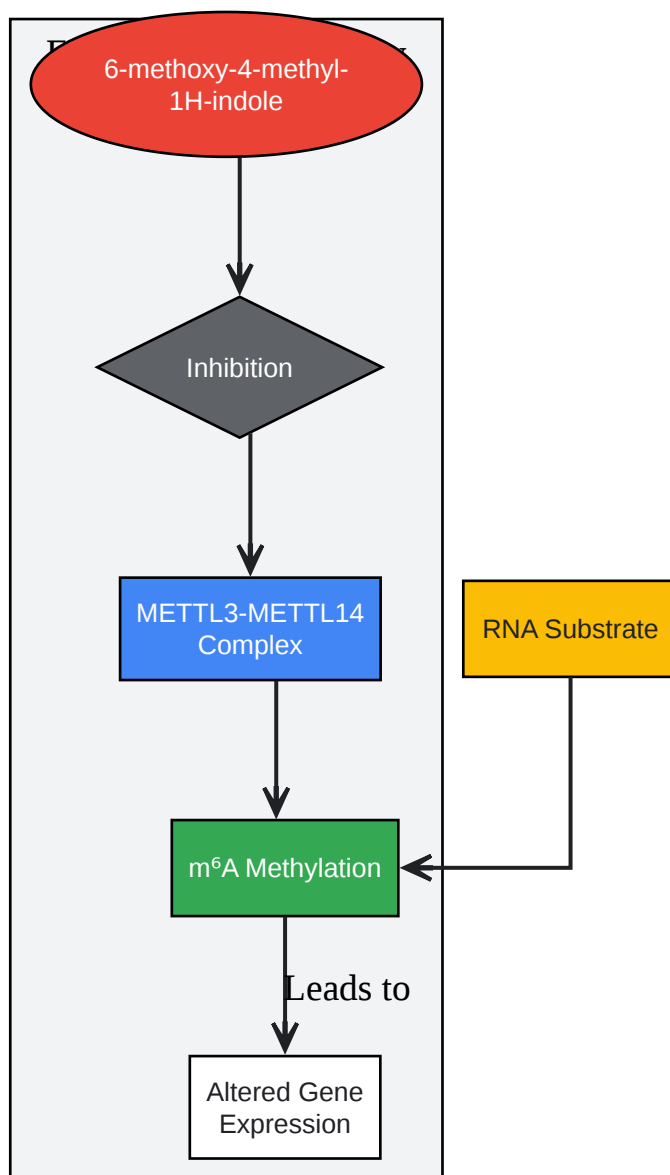 6-methoxy-4-methyl-
1H-indole
Inhibition
METTL3-METTL14
Complex
RNA Substrate
m⁶A Methylation
Leads to
Altered Gene
Expression